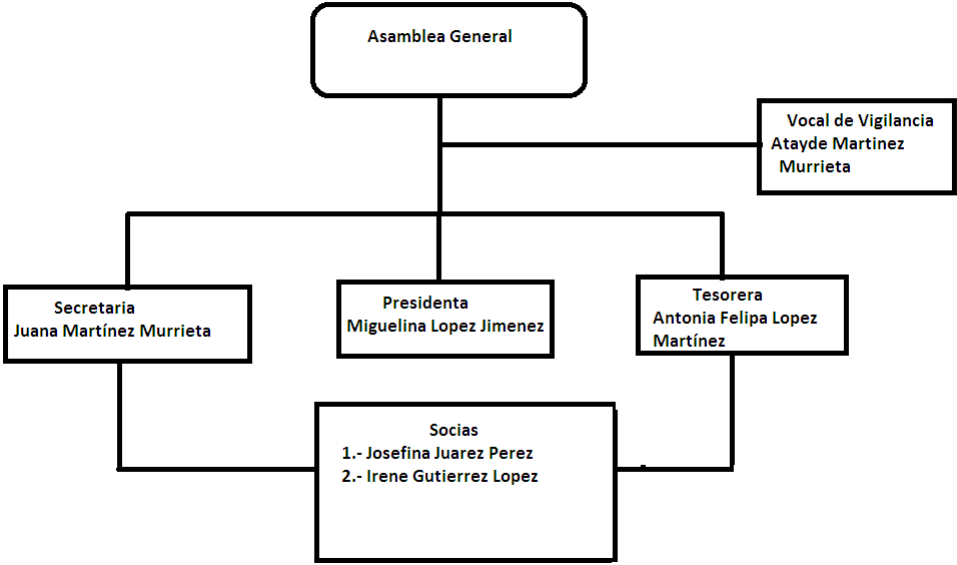 Asamblea General
Vocal de Vigilancia
Atayde Martinez
Murrieta
Secretaria
Juana Martínez Murrieta
Presidenta
Miguelina Lopez Jimenez
Tesorera
Antonia Felipa Lopez
Martínez
Socias
1.- Josefina Juarez Perez
2.- Irene Gutierrez Lopez